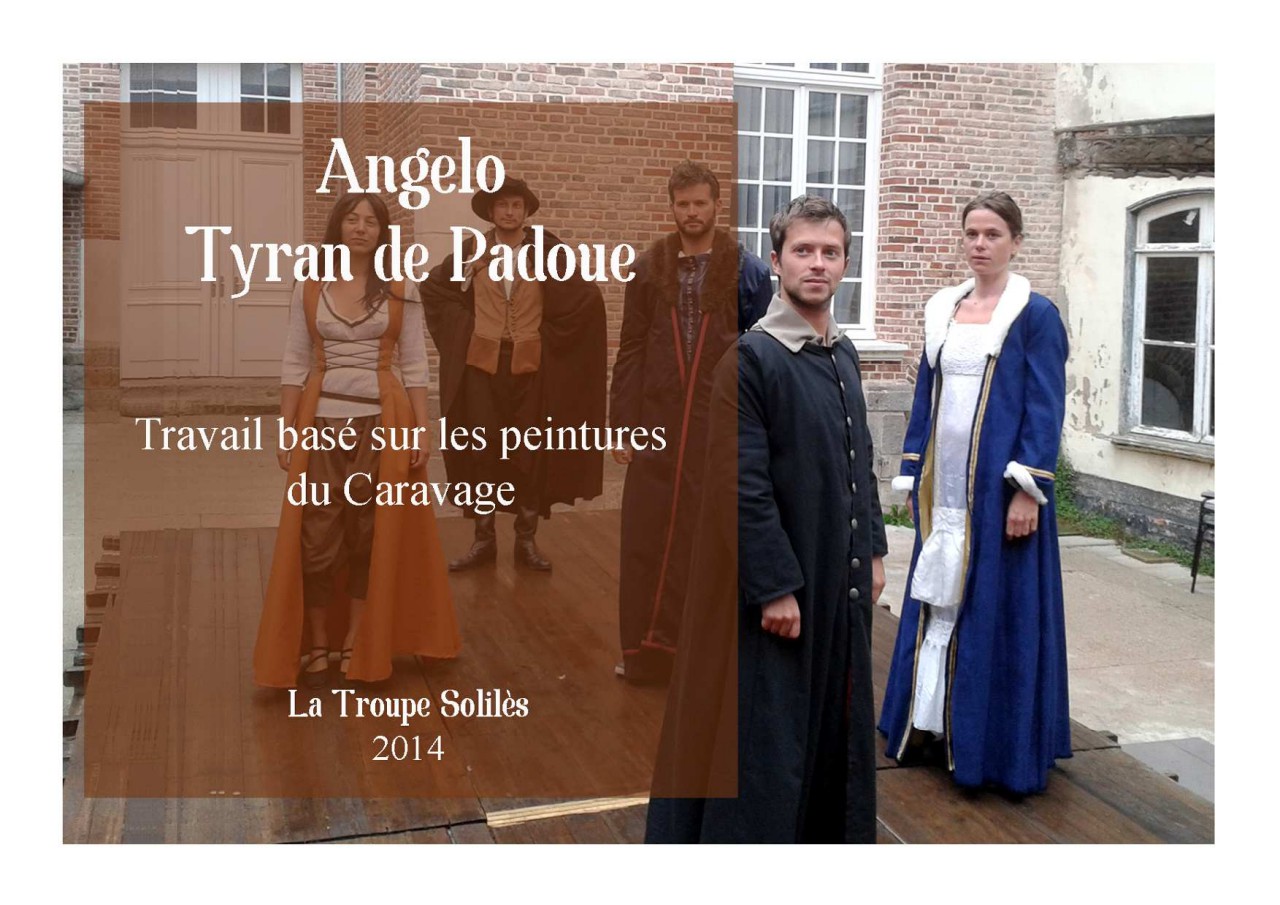 Angelo
Tyran de Padoue
Travail basé sur les peintures
du Caravage
La Troupe Solilès
2014